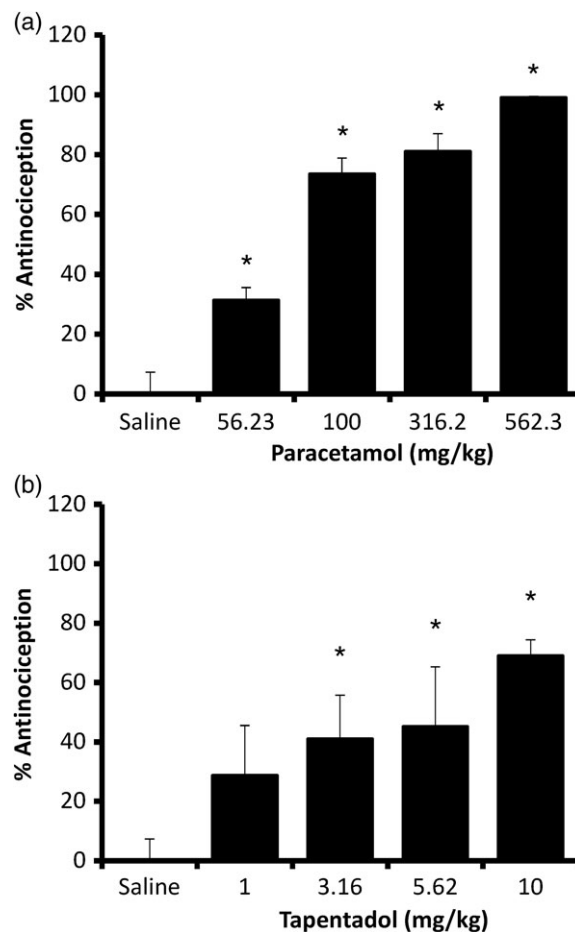 (a)
120
100
80
60
40
20
0
% Antinociception
*
*
*
*
Saline 56.23 100 316.2 562.3
Paracetamol (mg/kg)
(b)
120
100
80
60
40
20
0
% Antinociception
*
*
*
Saline 1 3.16 5.62 10
Tapentadol (mg/kg)